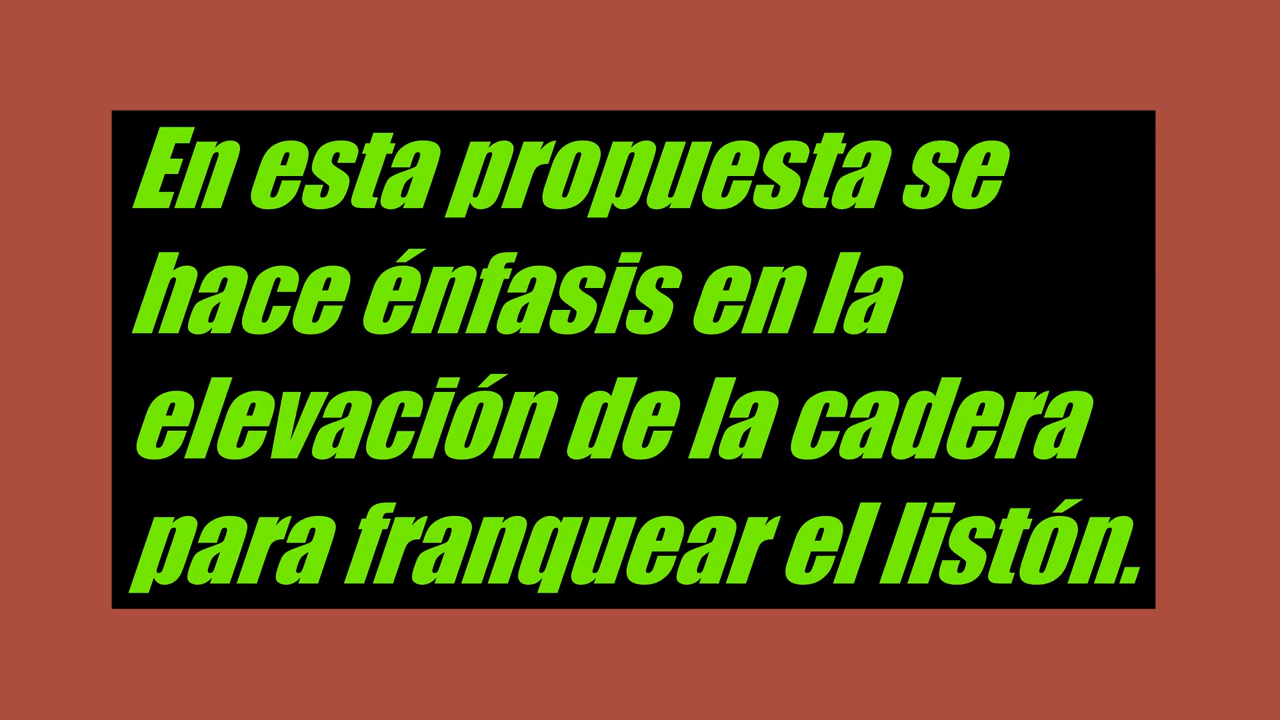 En esta propuesta se
hace énfasis en la
elevación de la cadera
para franquear el listón.